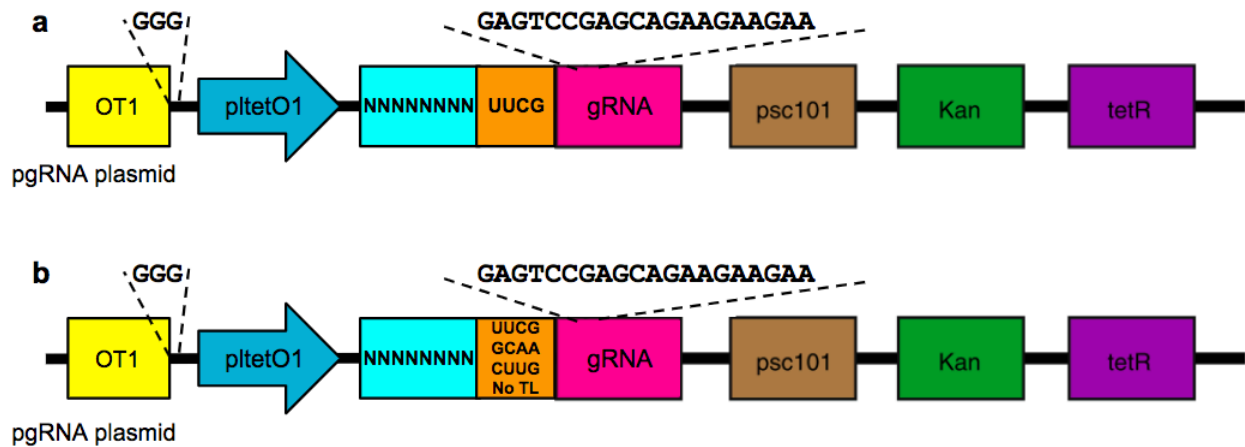 a
GGG
GAGTCCGAGCAGAAGAAGAA
OT1
pltetO1
NNNNNNNN
UUCG
gRNA
psc101
Kan
tetR
pgRNA plasmid
b
GGG
GAGTCCGAGCAGAAGAAGAA
OT1
pltetO1
NNNNNNNN
UUCG
GCAA
CUUG
No TL
gRNA
psc101
Kan
tetR
pgRNA plasmid